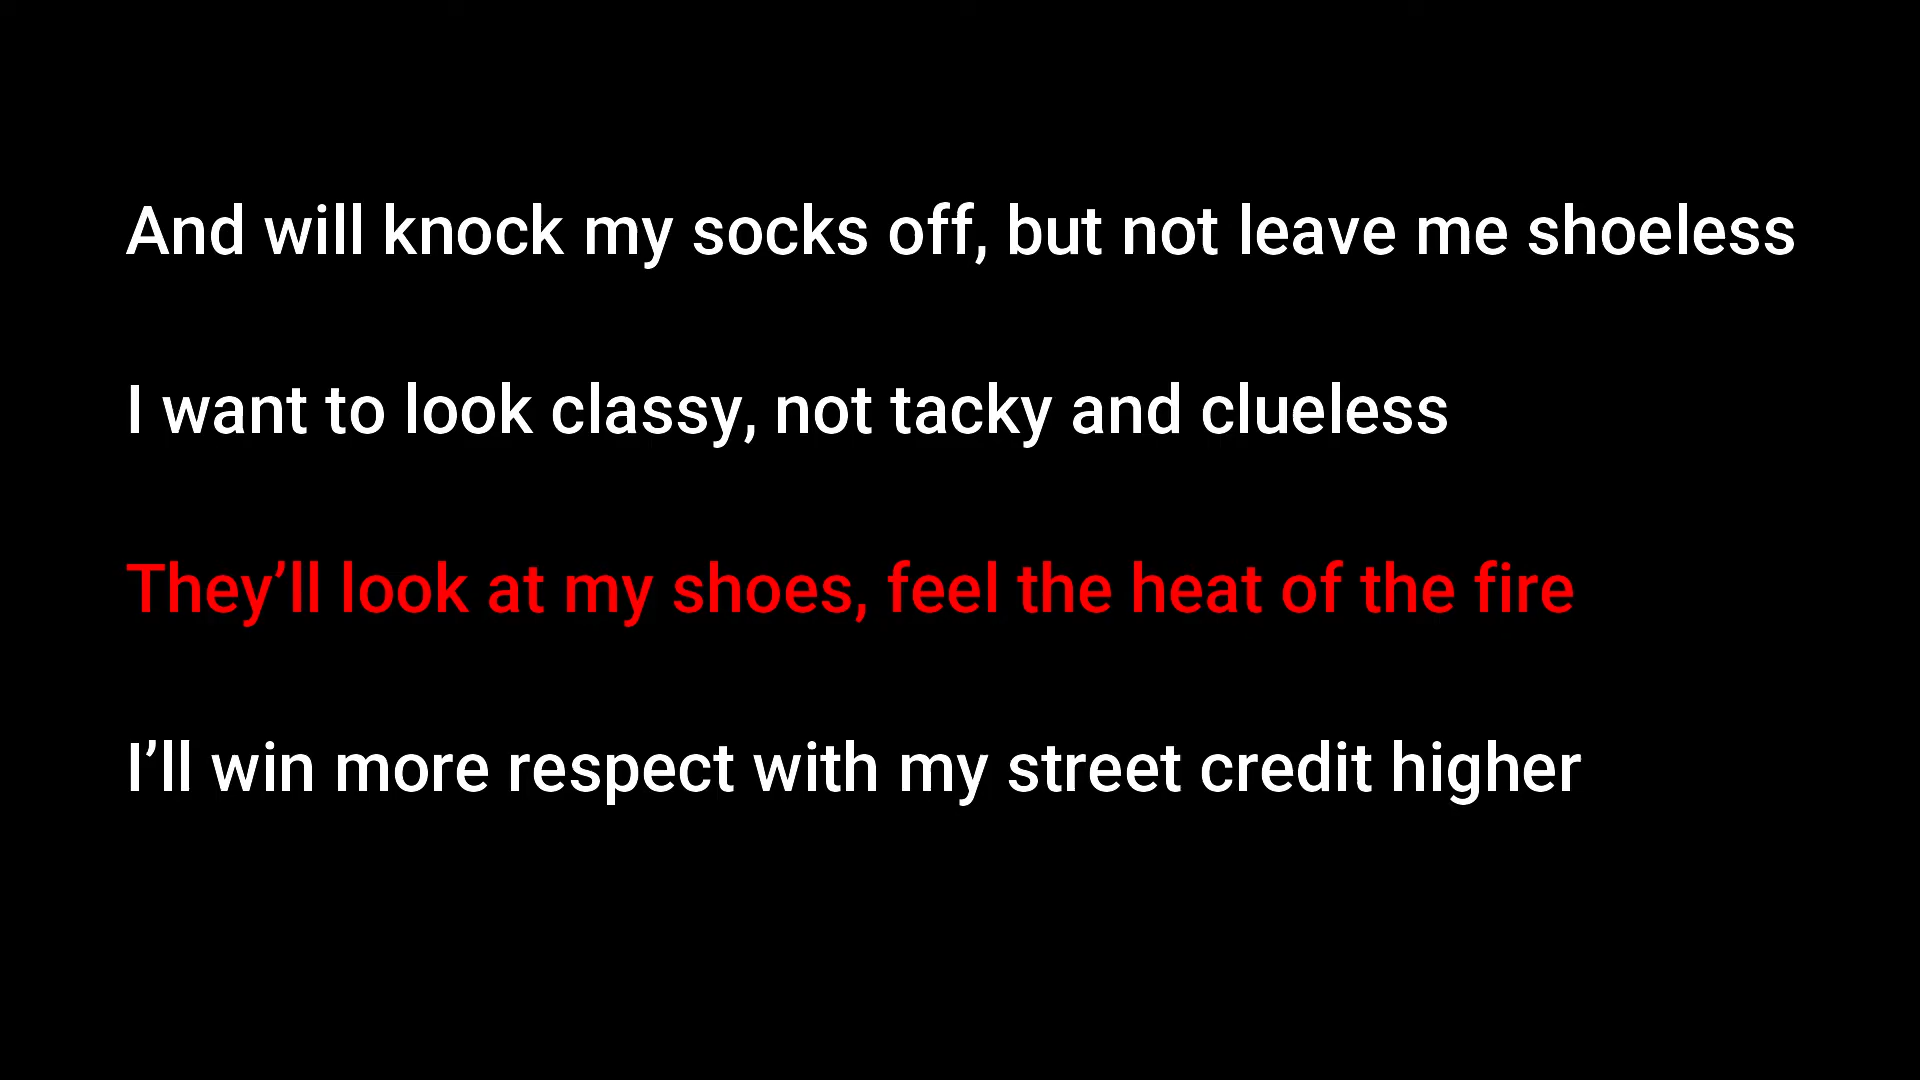 And will knock my socks off, but not leave me shoeless
I want to look classy, not tacky and clueless
They’ll look at my shoes, feel the heat of the fire
I’ll win more respect with my street credit higher